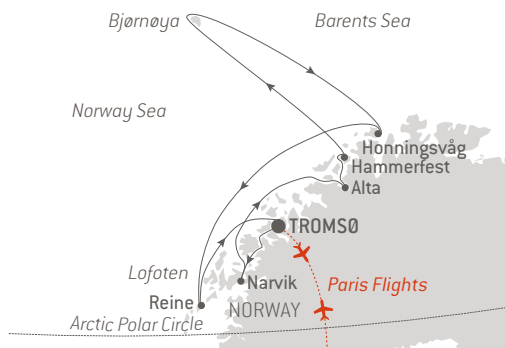 Bjørnøya
Barents Sea
Norway Sea
Honningsvåg
Hammerfest
Alta
TROMSØ
Lofoten
Narvik
Paris Flights
Reine
NORWAY
Arctic Polar Circle